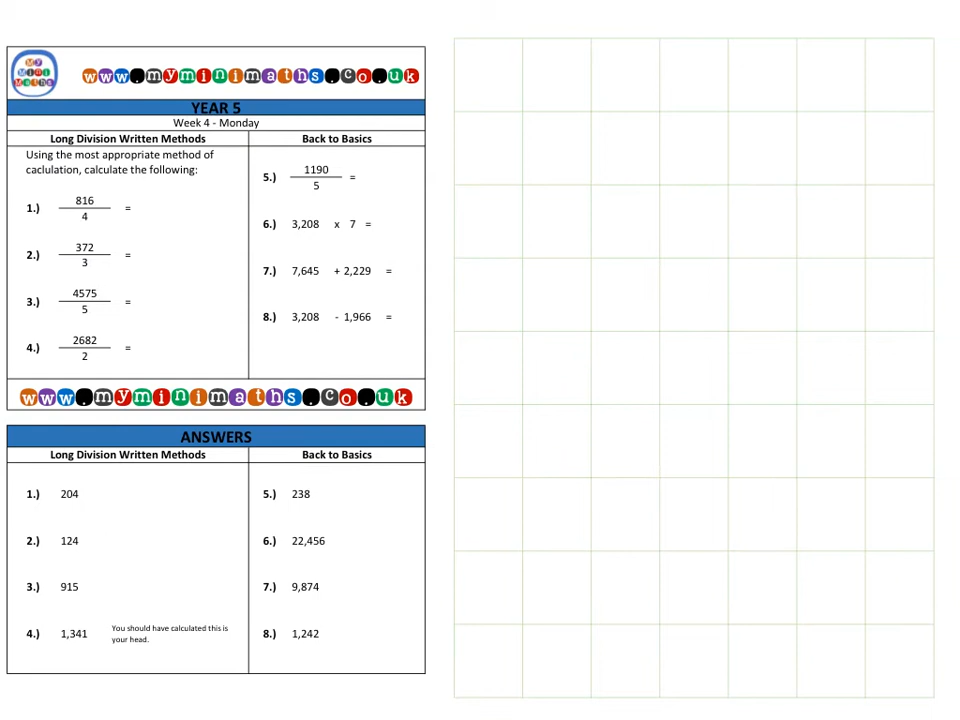 My
Mini
Maths
www.myminimaths.co.uk
YEAR 5
Week 4 - Monday
Long Division Written Methods
Using the most appropriate method of
caclulation, calculate the following:
1.) 816
4 =
2.) 372
3 =
3.) 4575
5 =
4.) 2682
2 =
Back to Basics
5.) 1190
5 =
6.) 3,208 x 7 =
7.) 7,645 + 2,229 =
8.) 3,208 - 1,966 =
www.myminimaths.co.uk
ANSWERS
Long Division Written Methods
1.) 204
2.) 124
3.) 915
4.) 1,341
You should have calculated this is
your head.
Back to Basics
5.) 238
6.) 22,456
7.) 9,874
8.) 1,242